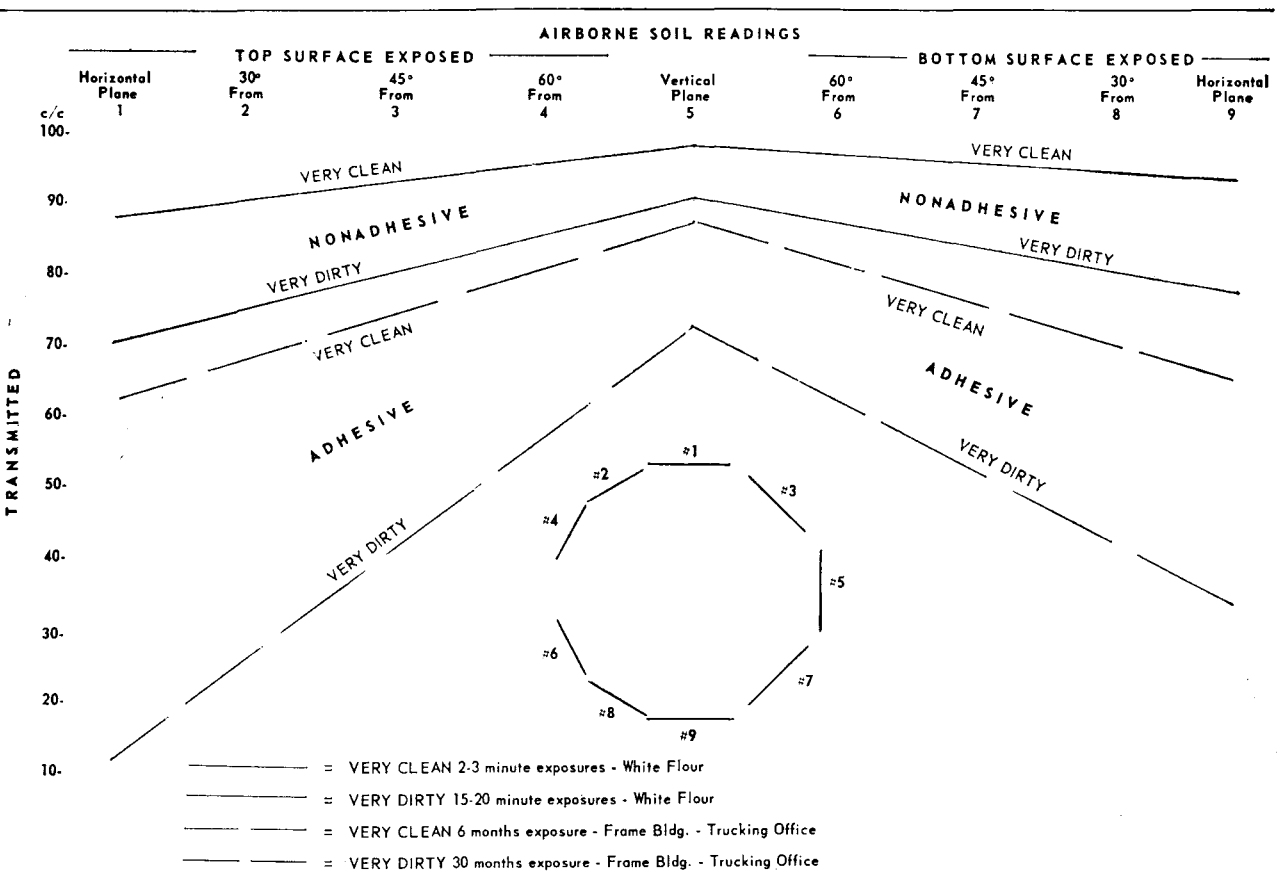 AIRBORNE SOIL READINGS
TOP SURFACE EXPOSED
BOTTOM SURFACE EXPOSED
Horizontal Plane 1
30° From 2
45° From 3
60° From 4
Vertical Plane 5
60° From 6
45° From 7
30° From 8
Horizontal Plane 9
c/c
100-
90-
80-
70-
60-
50-
40-
30-
20-
10-
TRANSMITTED
VERY CLEAN
VERY CLEAN
NONADHESIVE
NONADHESIVE
VERY DIRTY
VERY DIRTY
VERY CLEAN
VERY CLEAN
ADHESIVE
ADHESIVE
VERY DIRTY
VERY DIRTY
#1
#2
#3
#4
#5
#6
#7
#8
#9
= VERY CLEAN 2-3 minute exposures - White Flour
= VERY DIRTY 15-20 minute exposures - White Flour
= VERY CLEAN 6 months exposure - Frame Bldg. - Trucking Office
= VERY DIRTY 30 months exposure - Frame Bldg. - Trucking Office